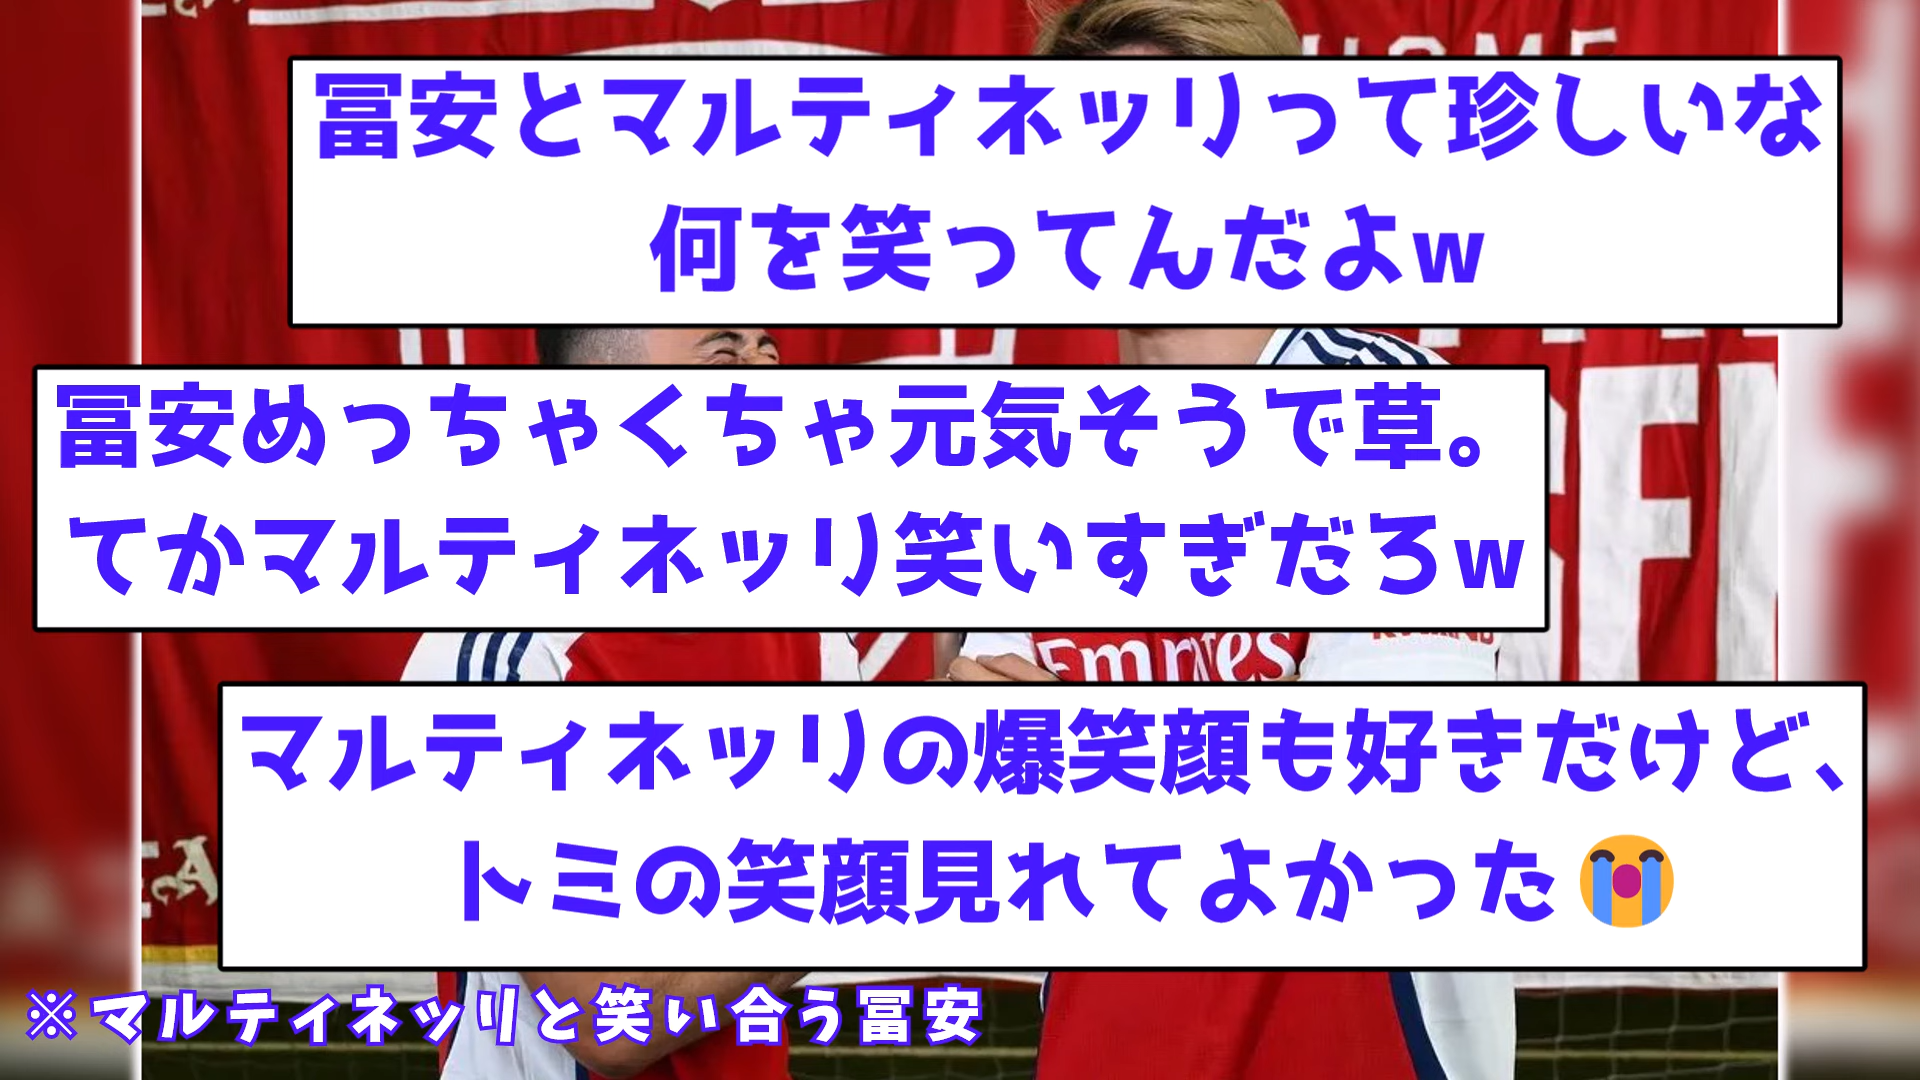 HOME
冨安とマルティネッリって珍しいな
何を笑ってんだよw
冨安めっちゃくちゃ元気そうで草。
てかマルティネッリ笑いすぎだろw
Emirates
マルティネッリの爆笑顔も好きだけど、
トミの笑顔見れてよかった😭
※マルティネッリと笑い合う冨安